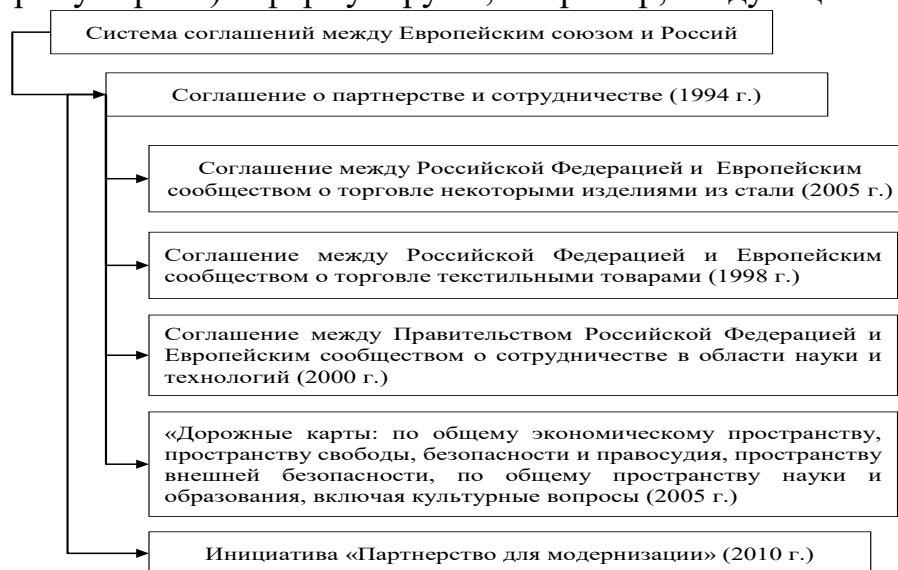 Система соглашений между Европейским союзом и Россий
Соглашение о партнерстве и сотрудничестве (1994 г.)
Соглашение между Российской Федерацией и Европейским
сообществом о торговле некоторыми изделиями из стали (2005 г.)
Соглашение между Российской Федерацией и Европейским
сообществом о торговле текстильными товарами (1998 г.)
Соглашение между Правительством Российской Федерацией и
Европейским сообществом о сотрудничестве в области науки и
технологий (2000 г.)
«Дорожные карты: по общему экономическому пространству,
пространству свободы, безопасности и правосудия, пространству
внешней безопасности, по общему пространству науки и
образования, включая культурные вопросы (2005 г.)
Инициатива «Партнерство для модернизации» (2010 г.)